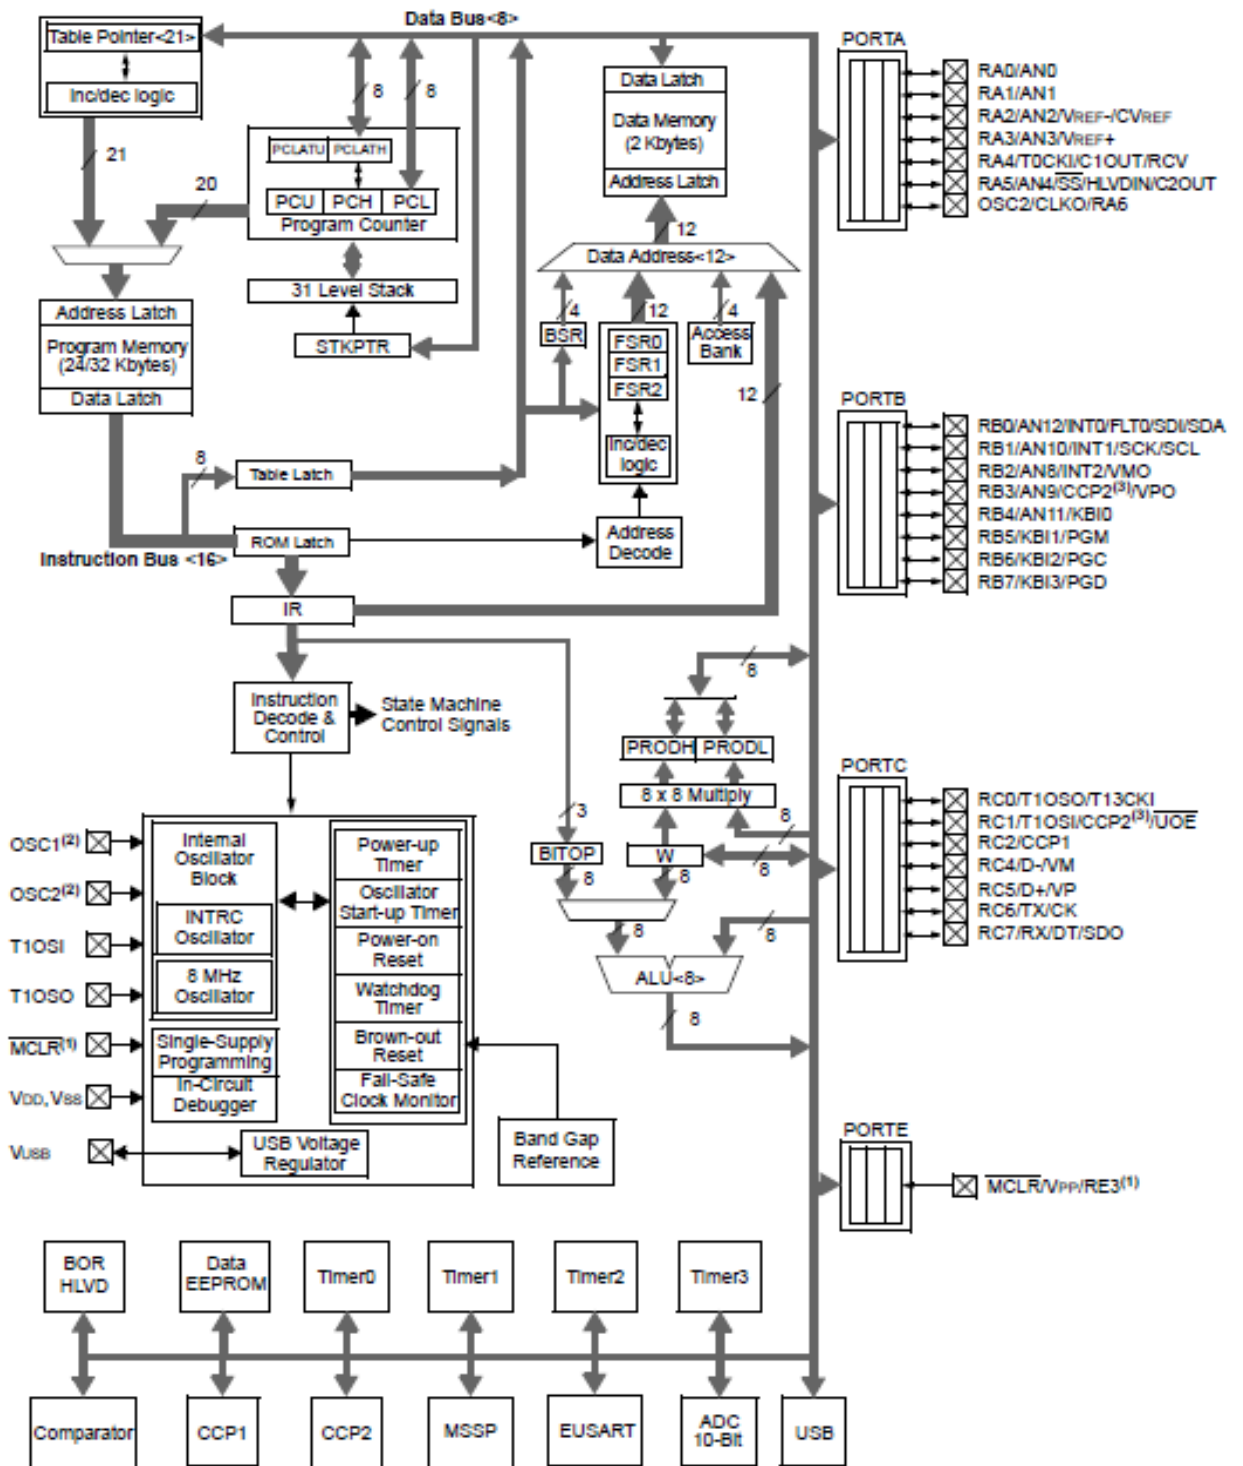 Data Bus<8>
Table Pointer<21>
Inc/dec logic
21
20
8
8
PCLATU PCLATH
PCU PCH PCL
Program Counter
31 Level Stack
STKPTR
Address Latch
Program Memory
(24/32 Kbytes)
Data Latch
8
Table Latch
ROM Latch
Instruction Bus <16>
IR
Data Latch
Data Memory
(2 Kbytes)
Address Latch
12
Data Address<12>
4
12
4
BSR
FSR0
FSR1
FSR2
Inc/dec
logic
Access
Bank
12
Address
Decode
Instruction
Decode &
Control
State Machine
Control Signals
8
PRODH PRODL
8 x 8 Multiply
8
3
BITOP
W
8
8
8
8
8
ALU<8>
8
OSC1(2)
OSC2(2)
T1OSI
T1OSO
MCLR(1)
VDD, VSS
VUSB
Internal
Oscillator
Block
INTRC
Oscillator
8 MHz
Oscillator
Single-Supply
Programming
In-Circuit
Debugger
USB Voltage
Regulator
Power-up
Timer
Oscillator
Start-up Timer
Power-on
Reset
Watchdog
Timer
Brown-out
Reset
Fail-Safe
Clock Monitor
Band Gap
Reference
PORTA
RA0/AN0
RA1/AN1
RA2/AN2/VREF-/CVREF
RA3/AN3/VREF+
RA4/T0CKI/C1OUT/RCV
RA5/AN4/SS/HLVDIN/C2OUT
OSC2/CLKO/RA6
PORTB
RB0/AN12/INT0/FLT0/SDI/SDA
RB1/AN10/INT1/SCK/SCL
RB2/AN8/INT2/VMO
RB3/AN9/CCP2(3)/VPO
RB4/AN11/KBI0
RB5/KBI1/PGM
RB6/KBI2/PGC
RB7/KBI3/PGD
PORTC
RC0/T1OSO/T13CKI
RC1/T1OSI/CCP2(3)/UOE
RC2/CCP1
RC4/D-/VM
RC5/D+/VP
RC6/TX/CK
RC7/RX/DT/SDO
PORTE
MCLR/VPP/RE3(1)
BOR
HLVD
Data
EEPROM
Timer0
Timer1
Timer2
Timer3
Comparator
CCP1
CCP2
MSSP
EUSART
ADC
10-Bit
USB